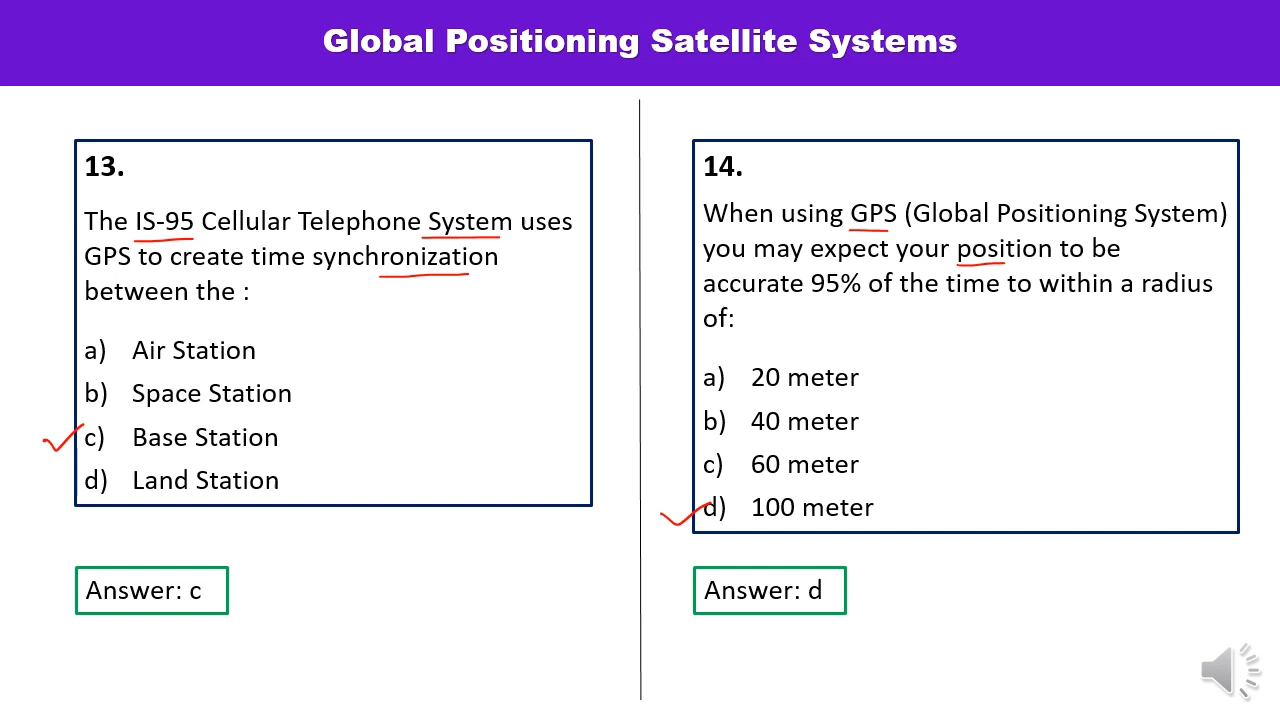 Global Positioning Satellite Systems
13.
The IS-95 Cellular Telephone System uses
GPS to create time synchronization
between the :
a) Air Station
b) Space Station
c) Base Station
d) Land Station
Answer: c
14.
When using GPS (Global Positioning System)
you may expect your position to be
accurate 95% of the time to within a radius
of:
a) 20 meter
b) 40 meter
c) 60 meter
d) 100 meter
Answer: d